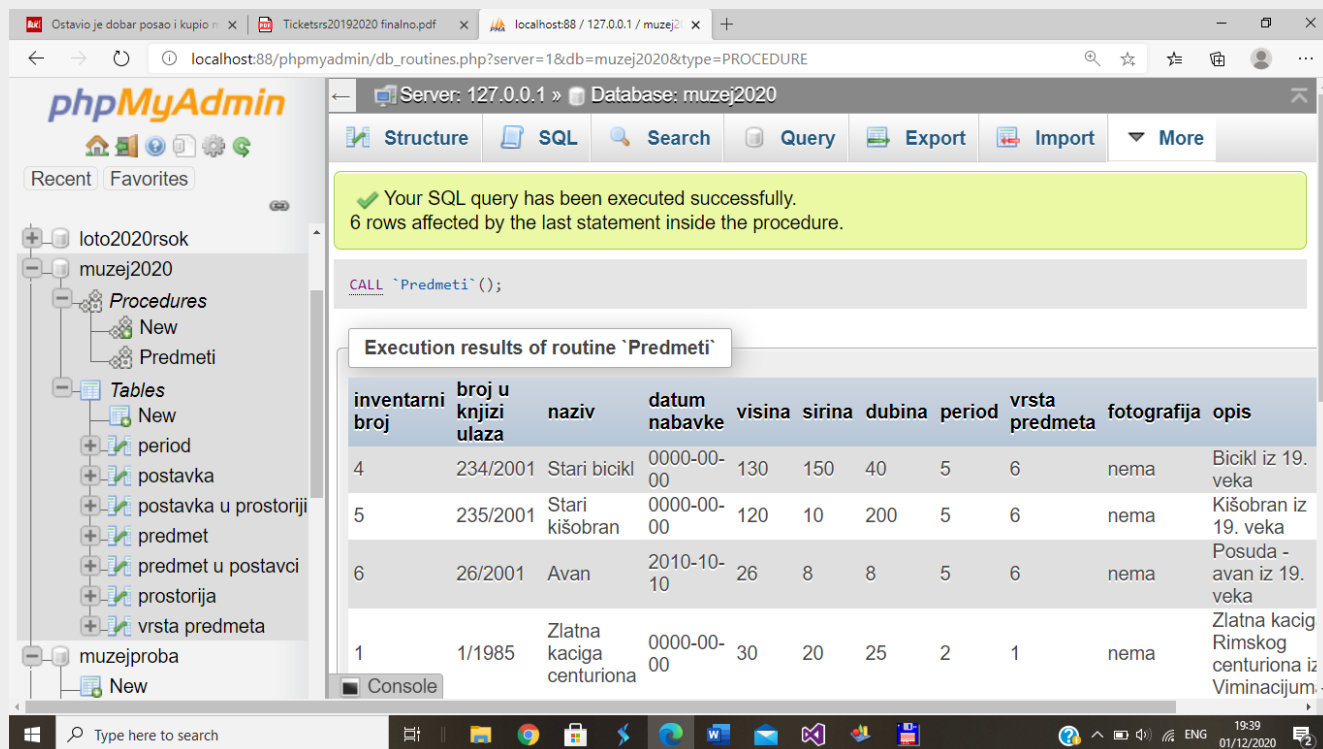 Ostavio je dobar posao i kupio
Ticketsrs20192020 finalno.pdf
localhost:88 / 127.0.0.1 / muzej2
localhost:88/phpmyadmin/db_routines.php?server=1&db=muzej2020&type=PROCEDURE
phpMyAdmin
Recent Favorites
loto2020rsok
muzej2020
Procedures
New
Predmeti
Tables
New
period
postavka
postavka u prostoriji
predmet
predmet u postavci
prostorija
vrsta predmeta
muzejproba
New
Server: 127.0.0.1 » Database: muzej2020
Structure SQL Search Query Export Import More
Your SQL query has been executed successfully.
6 rows affected by the last statement inside the procedure.
CALL `Predmeti`();
Execution results of routine `Predmeti`
inventarni broj broj u knjizi ulaza naziv datum nabavke visina sirina dubina period vrsta predmeta fotografija opis
4 234/2001 Stari bicikl 0000-00-00 130 150 40 5 6 nema Bicikl iz 19. veka
5 235/2001 Stari kišobran 0000-00-00 120 10 200 5 6 nema Kišobran iz 19. veka
6 26/2001 Avan 2010-10-10 26 8 8 5 6 nema Posuda - avan iz 19. veka
1 1/1985 Zlatna kaciga centuriona 0000-00-00 30 20 25 2 1 nema Zlatna kacig Rimskog centuriona iz Viminacijum
Console
Type here to search
ENG
19:39
01/12/2020
2